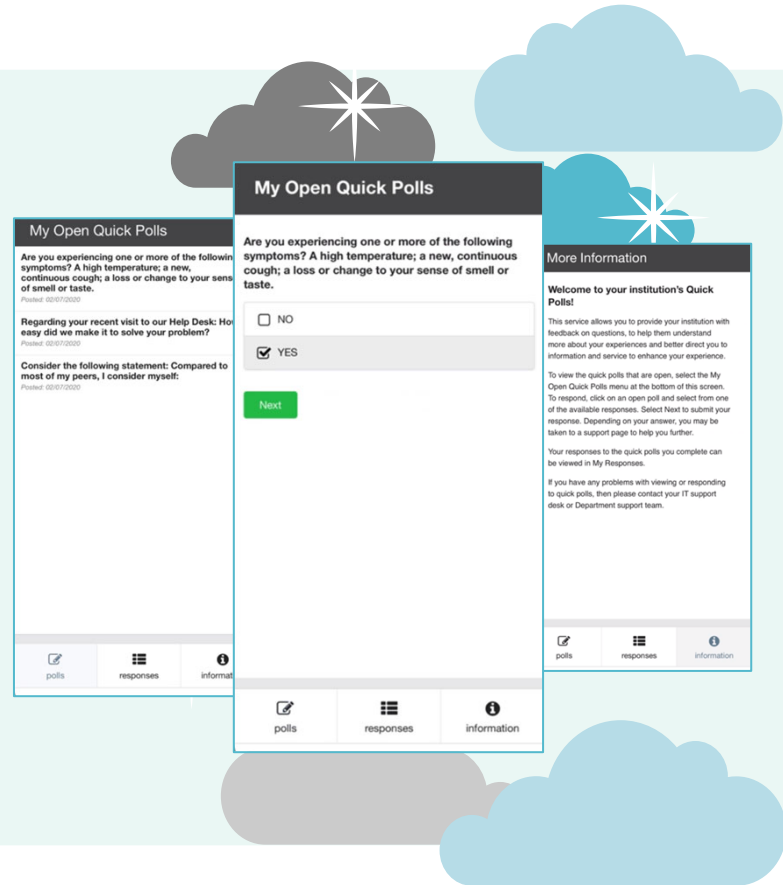 My Open Quick Polls
Are you experiencing one or more of the
symptoms? A high temperature; a new,
continuous cough; a loss or change to your
of smell or taste.
Posted: 02/07/2020
Regarding your recent visit to our Help Desk:
easy did we make it to solve your problem?
Posted: 02/07/2020
Consider the following statement: Compared to
most of my peers, I consider myself:
Posted: 02/07/2020
polls
responses
My Open Quick Polls
Are you experiencing one or more of the following
symptoms? A high temperature; a new, continuous
cough; a loss or change to your sense of smell or
taste.
NO
YES
Next
polls
responses
information
More Information
Welcome to your institution's Quick
Polls!
This service allows you to provide your institution with
feedback on questions, to help them understand
more about your experiences and better direct you to
information and service to enhance your experience.
To view the quick polls that are open, select the My
Open Quick Polls menu at the bottom of this screen.
To respond, click on an open poll and select from one
of the available responses. Select Next to submit your
response. Depending on your answer, you may be
taken to a support page to help you further.
Your responses to the quick polls you complete can
be viewed in My Responses.
If you have any problems with viewing or responding
to quick polls, then please contact your IT support
desk or Department support team.
polls
responses
information